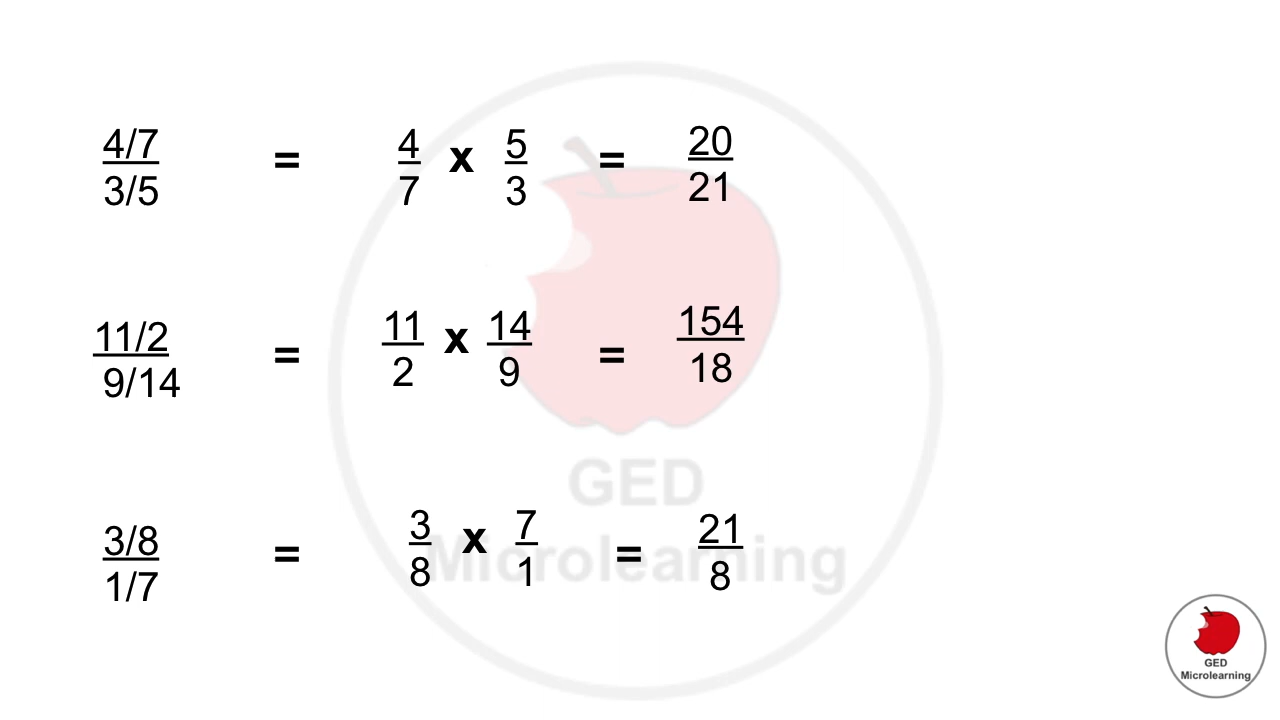 4/7 = 4 x 5 = 20
3/5 7 3 21
11/2 = 11 x 14 = 154
9/14 2 9 18
3/8 = 3 x 7 = 21
1/7 8 1 8
GED
Microlearning
GED
Microlearning